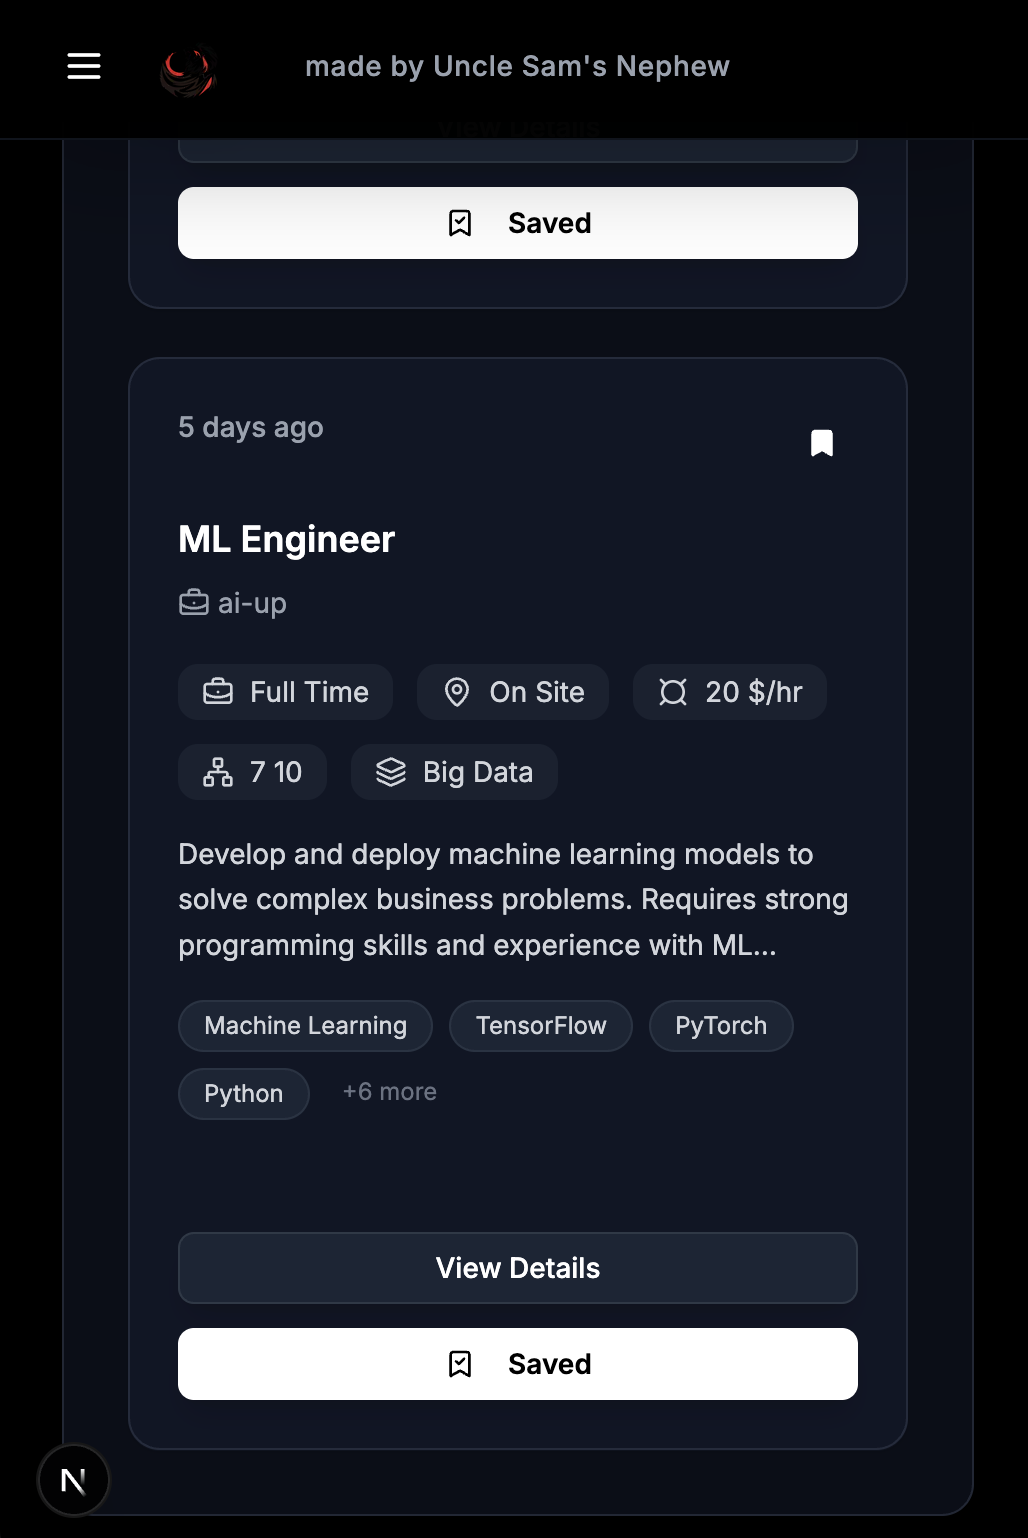 made by Uncle Sam's Nephew
View Details
Saved
5 days ago
ML Engineer
ai-up
Full Time
On Site
20 $/hr
7 10
Big Data
Develop and deploy machine learning models to
solve complex business problems. Requires strong
programming skills and experience with ML...
Machine Learning
TensorFlow
PyTorch
Python
+6 more
View Details
Saved
N